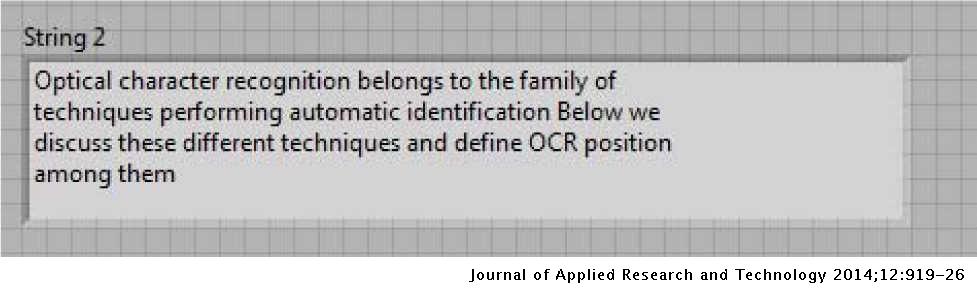 String 2
Optical character recognition belongs to the family of
techniques performing automatic identification Below we
discuss these different techniques and define OCR position
among them
Journal of Applied Research and Technology 2014;12:919-26